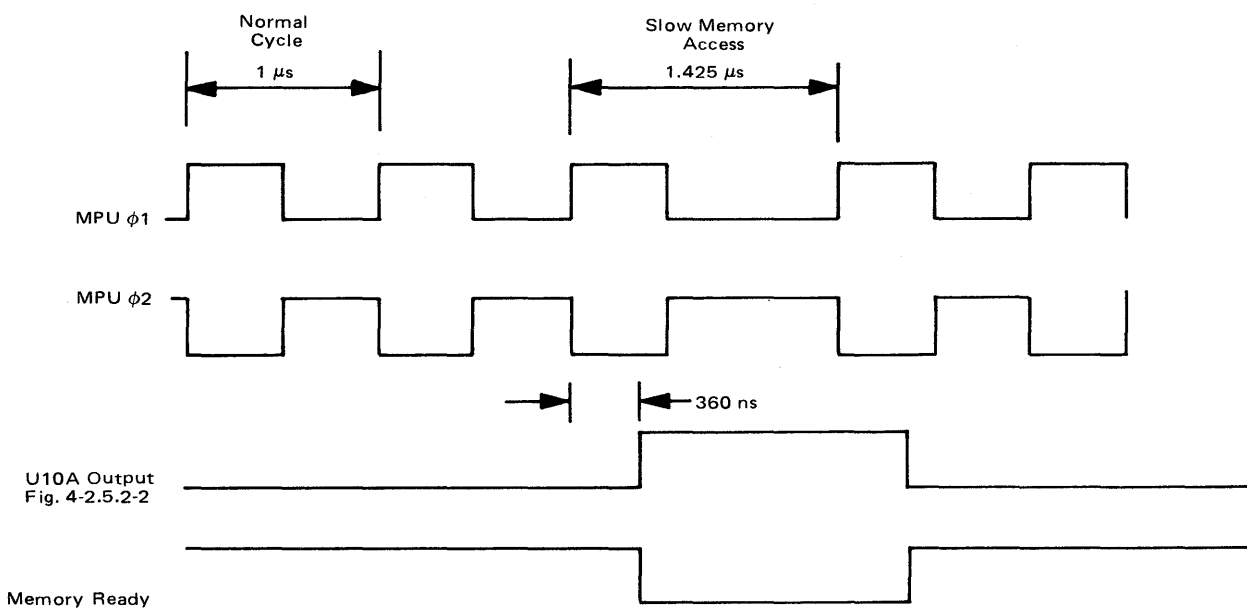 Normal
Cycle
1 μs
Slow Memory
Access
1.425 μs
MPU ϕ1
MPU ϕ2
360 ns
U10A Output
Fig. 4-2.5.2-2
Memory Ready